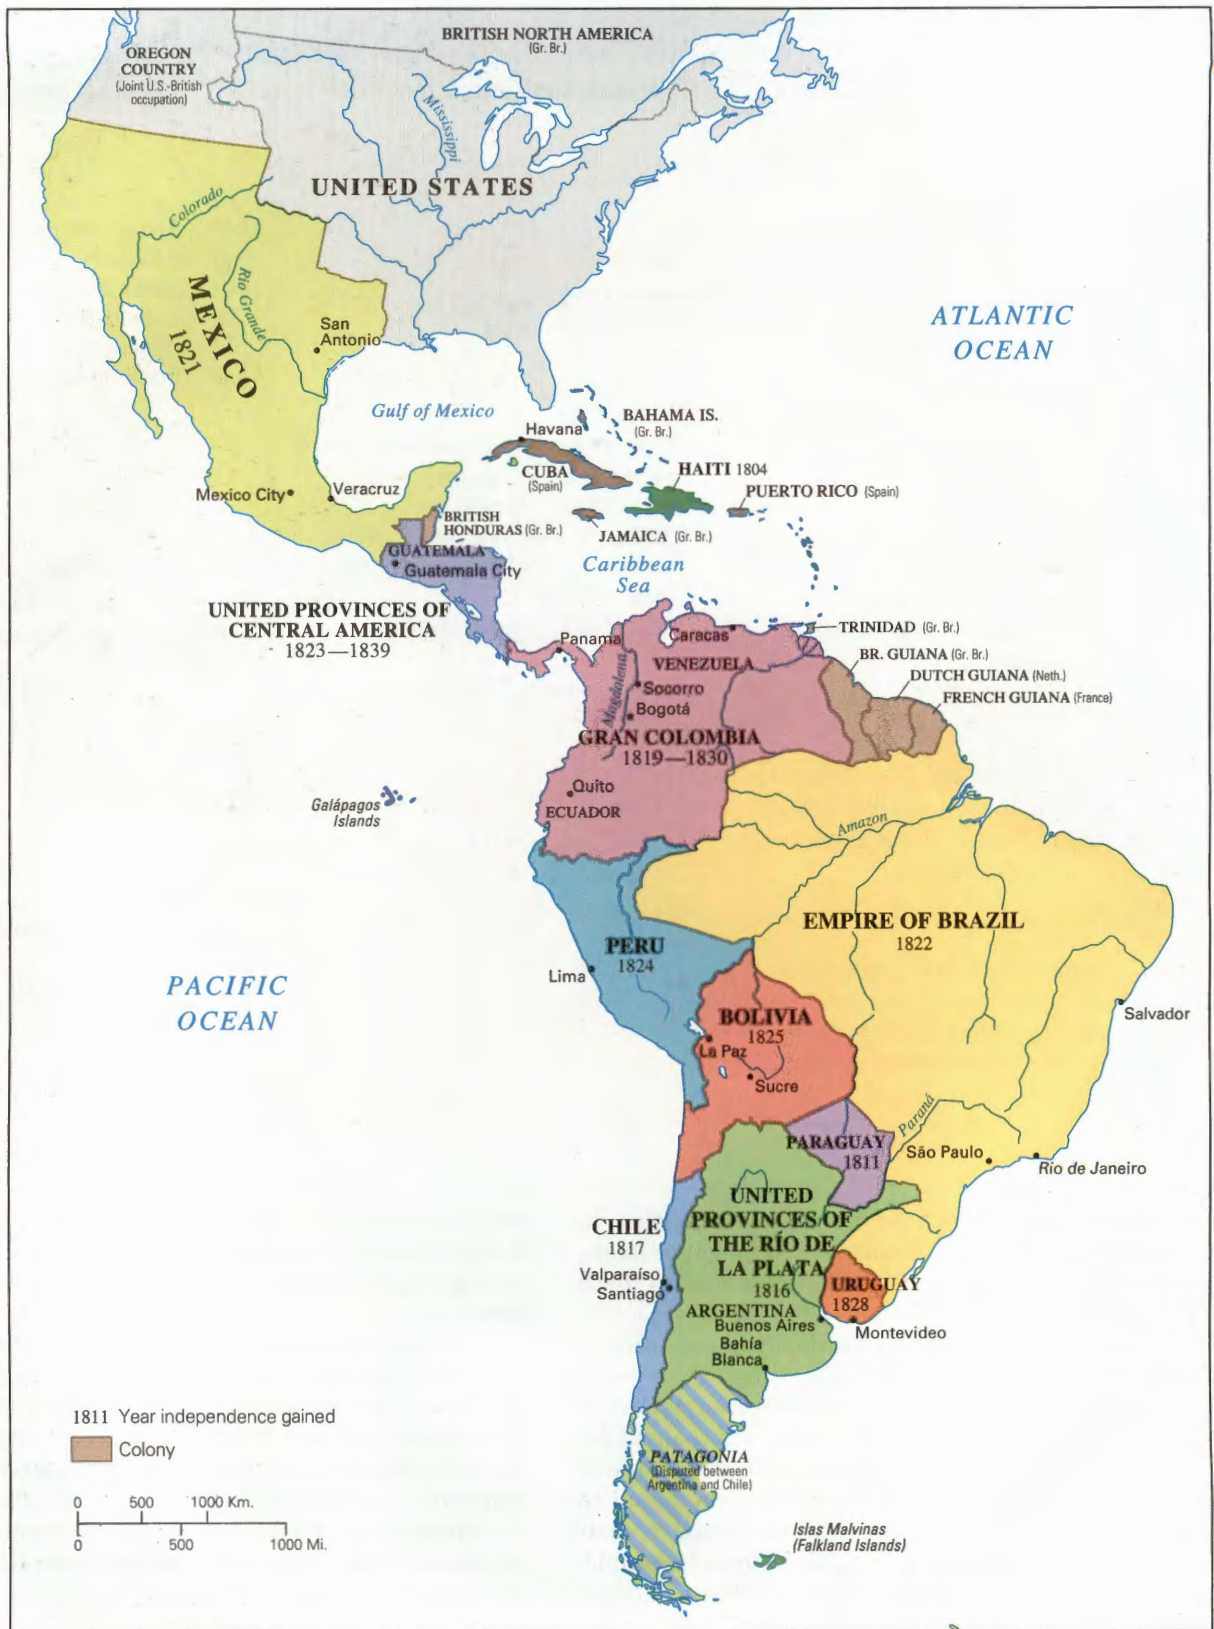 BRITISH NORTH AMERICA
(Gr. Br.)
OREGON
COUNTRY
(Joint U.S.-British
occupation)
Mississippi
UNITED STATES
Colorado
Rio Grande
MEXICO
1821
San
Antonio
ATLANTIC
OCEAN
Gulf of Mexico
Havana
BAHAMA IS.
(Gr. Br.)
CUBA
(Spain)
HAITI 1804
PUERTO RICO (Spain)
Mexico City
Veracruz
BRITISH
HONDURAS (Gr. Br.)
JAMAICA (Gr. Br.)
GUATEMALA
Guatemala City
Caribbean
Sea
UNITED PROVINCES OF
CENTRAL AMERICA
1823—1839
Panama
Caracas
TRINIDAD (Gr. Br.)
VENEZUELA
BR. GUIANA (Gr. Br.)
DUTCH GUIANA (Neth.)
FRENCH GUIANA (France)
Magdalena
Socorro
Bogotá
GRAN COLOMBIA
1819—1830
Quito
ECUADOR
Galápagos
Islands
Amazon
EMPIRE OF BRAZIL
1822
PERU
1824
Lima
PACIFIC
OCEAN
BOLIVIA
1825
La Paz
Sucre
Salvador
Paraná
PARAGUAY
1811
São Paulo
Río de Janeiro
UNITED
PROVINCES OF
THE RÍO DE
LA PLATA
1816
CHILE
1817
Valparaíso
Santiago
URUGUAY
1828
ARGENTINA
Buenos Aires
Montevideo
Bahía
Blanca
1811 Year independence gained
Colony
PATAGONIA
(Disputed between
Argentina and Chile)
0 500 1000 Km.
0 500 1000 Mi.
Islas Malvinas
(Falkland Islands)